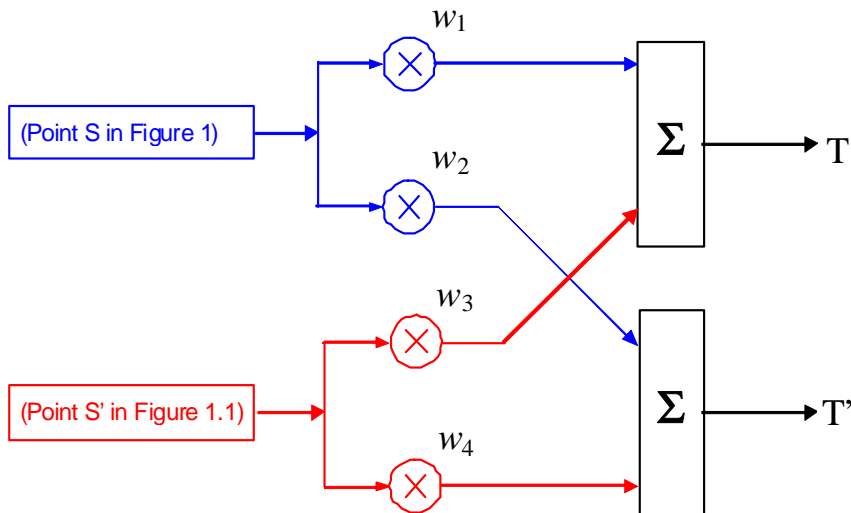 w1
(Point S in Figure 1)
Σ
T
w2
w3
(Point S' in Figure 1.1)
Σ
T'
w4